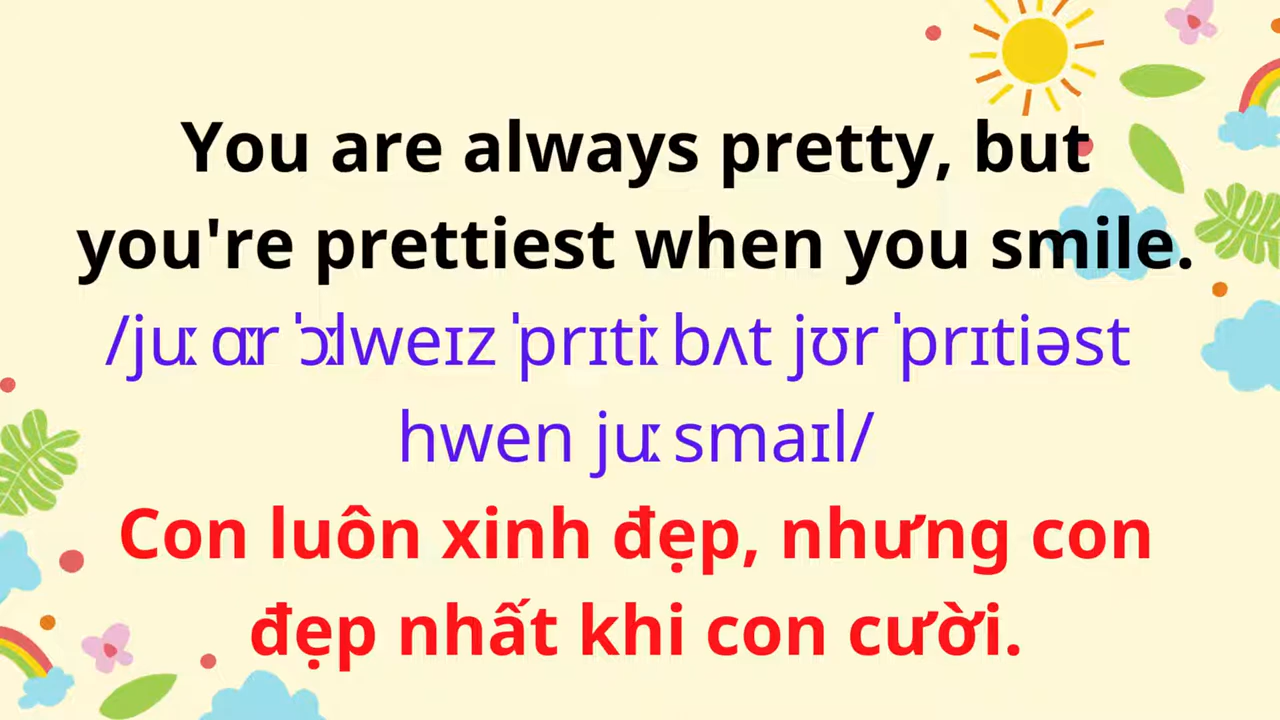 You are always pretty, but
you're prettiest when you smile.
/juː ɑːr ˈɔːlweɪz ˈprɪtiː bʌt jʊr ˈprɪtiəst
hwen juː smaɪl/
Con luôn xinh đẹp, nhưng con
đẹp nhất khi con cười.